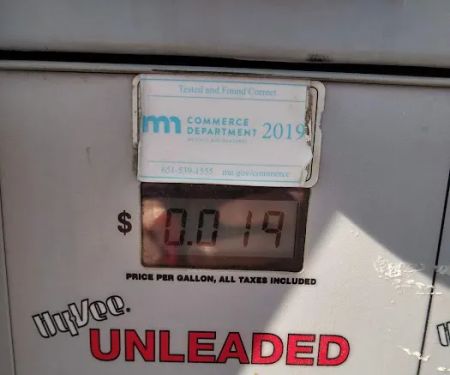 Tested and Found Correct
mn COMMERCE
DEPARTMENT 2019
651-539-1555 mn.gov/commerce
$ 0.019
PRICE PER GALLON, ALL TAXES INCLUDED
HyVee.
UNLEADED